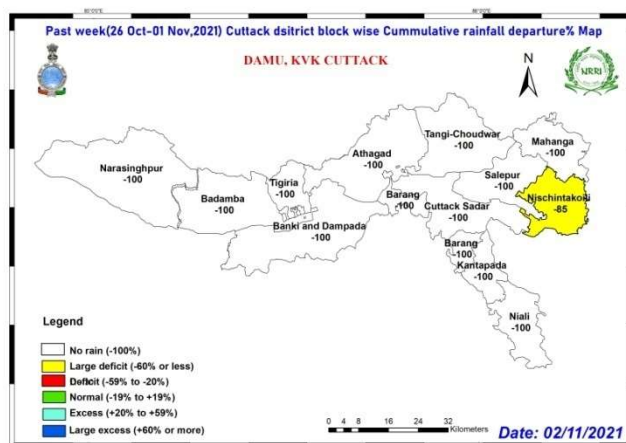 Past week(26 Oct-01 Nov,2021) Cuttack dsitrict block wise Cummulative rainfall departure% Map
DAMU, KVK CUTTACK
N
NRRI
Tangi-Choudwar
-100
Mahanga
-100
Athagad
-100
Narasinghpur
-100
Tigiria
-100
Salepur
-100
Badamba
-100
Barang
-100
Cuttack Sadar
-100
Nischintakoili
-85
Banki and Dampada
-100
Barang
-100
Kantapada
-100
Niali
-100
Legend
No rain (-100%)
Large deficit (-60% or less)
Deficit (-59% to -20%)
Normal (-19% to +19%)
Excess (+20% to +59%)
Large excess (+60% or more)
0 4 8 16 24 32
Kilometers
Date: 02/11/2021